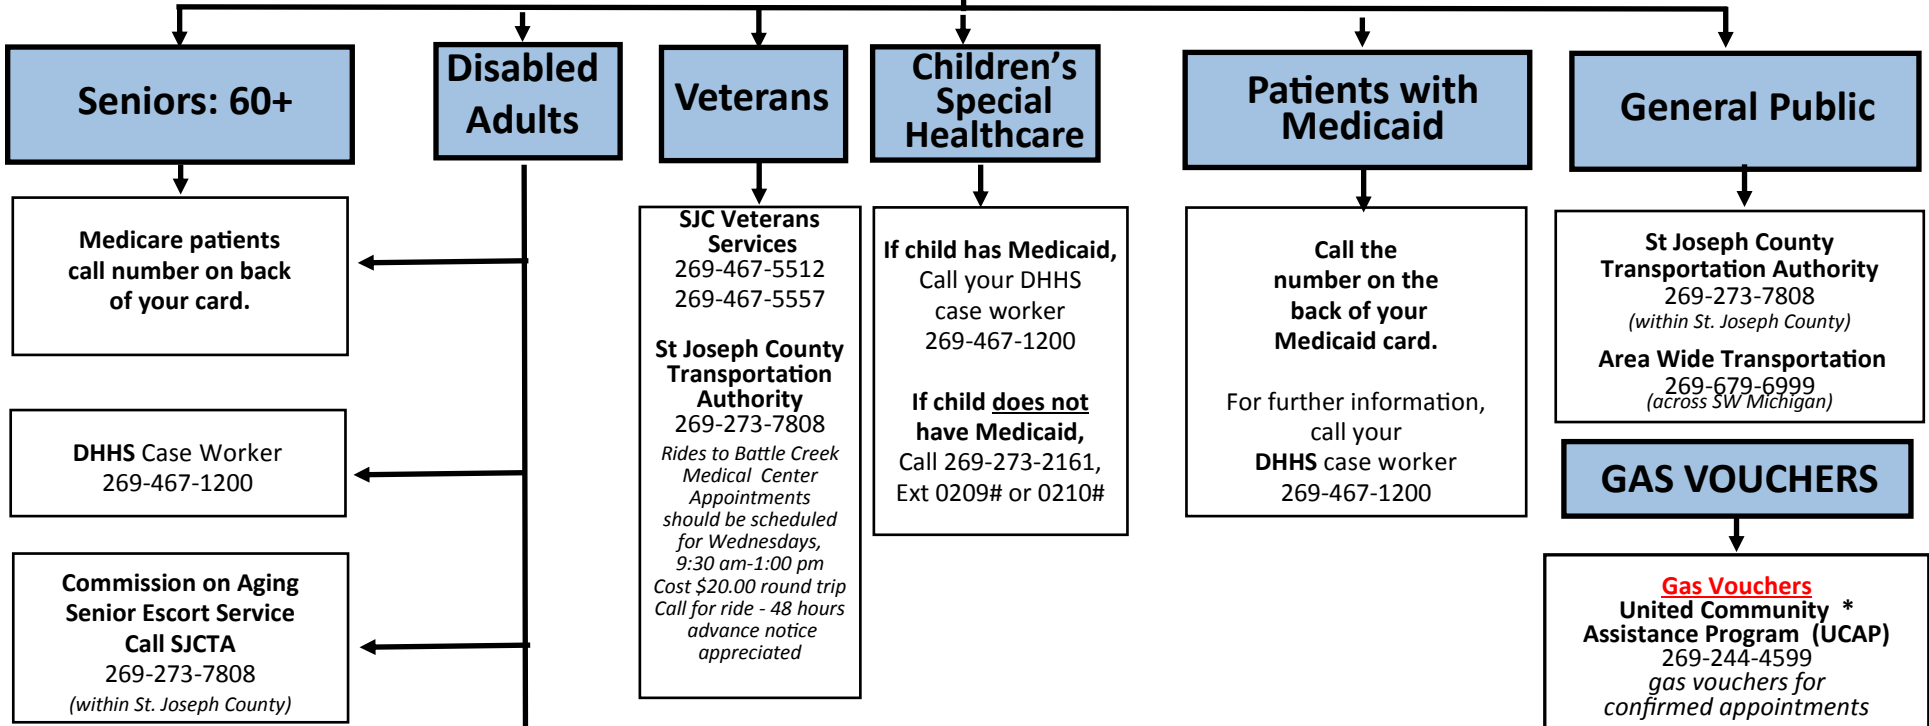 Seniors: 60+
Medicare patients
call number on back
of your card.
DHHS Case Worker
269-467-1200
Commission on Aging
Senior Escort Service
Call SJCTA
269-273-7808
(within St. Joseph County)
Disabled
Adults
Veterans
SJC Veterans
Services
269-467-5512
269-467-5557
St Joseph County
Transportation
Authority
269-273-7808
Rides to Battle Creek
Medical Center
Appointments
should be scheduled
for Wednesdays,
9:30 am-1:00 pm
Cost $20.00 round trip
Call for ride - 48 hours
advance notice
appreciated
Children's
Special
Healthcare
If child has Medicaid,
Call your DHHS
case worker
269-467-1200
If child does not
have Medicaid,
Call 269-273-2161,
Ext 0209# or 0210#
Patients with
Medicaid
Call the
number on the
back of your
Medicaid card.
For further information,
call your
DHHS case worker
269-467-1200
General Public
St Joseph County
Transportation Authority
269-273-7808
(within St. Joseph County)
Area Wide Transportation
269-679-6999
(across SW Michigan)
GAS VOUCHERS
Gas Vouchers
United Community *
Assistance Program (UCAP)
269-244-4599
gas vouchers for
confirmed appointments